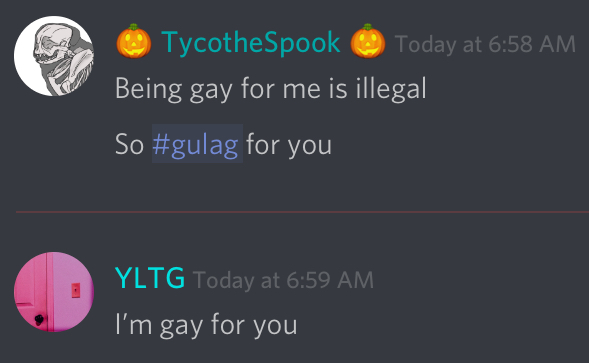 🎃 TycotheSpook 🎃 Today at 6:58 AM
Being gay for me is illegal
So #gulag for you
YLTG Today at 6:59 AM
I'm gay for you